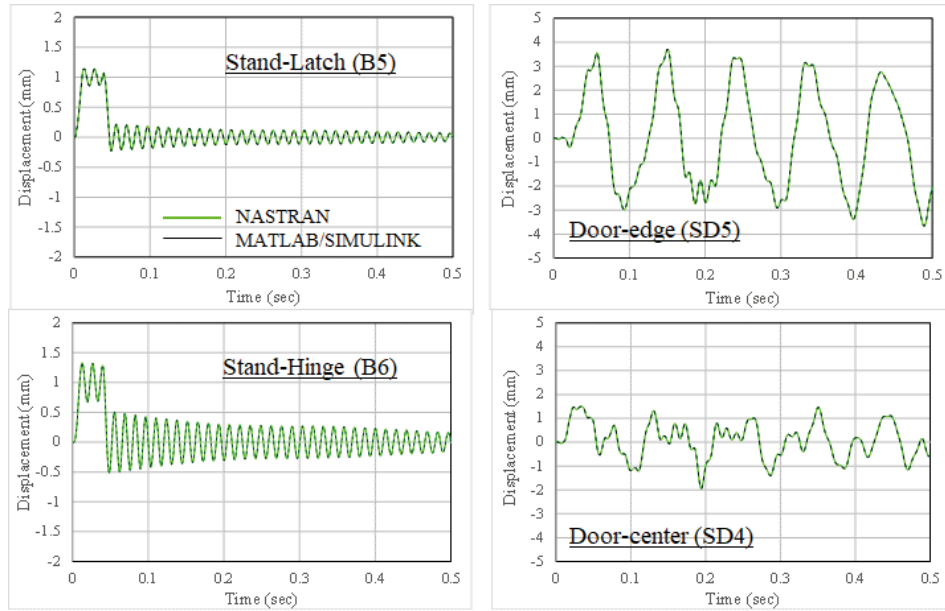 2
1.5
1
0.5
0
-0.5
-1
-1.5
-2
Displacement (mm)
Stand-Latch (B5)
NASTRAN
MATLAB/SIMULINK
0 0.1 0.2 0.3 0.4 0.5
Time (sec)
5
4
3
2
1
0
-1
-2
-3
-4
-5
Displacement (mm)
Door-edge (SD5)
0 0.1 0.2 0.3 0.4 0.5
Time (sec)
2
1.5
1
0.5
0
-0.5
-1
-1.5
-2
Displacement (mm)
Stand-Hinge (B6)
0 0.1 0.2 0.3 0.4 0.5
Time (sec)
5
4
3
2
1
0
-1
-2
-3
-4
-5
Displacement (mm)
Door-center (SD4)
0 0.1 0.2 0.3 0.4 0.5
Time (sec)